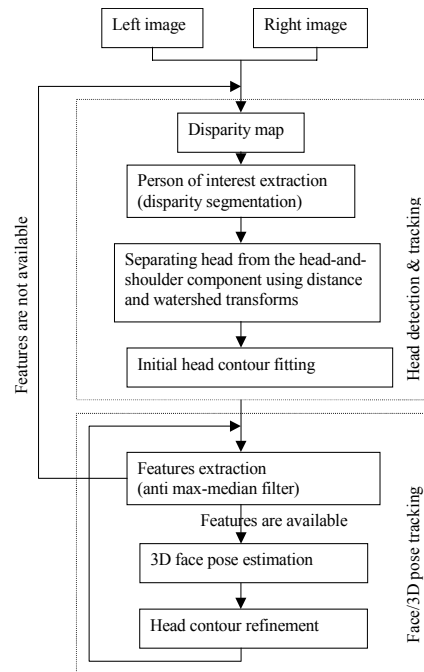 Left image
Right image
Disparity map
Person of interest extraction
(disparity segmentation)
Separating head from the head-and-
shoulder component using distance
and watershed transforms
Initial head contour fitting
Head detection & tracking
Features are not available
Features extraction
(anti max-median filter)
Features are available
3D face pose estimation
Head contour refinement
Face/3D pose tracking